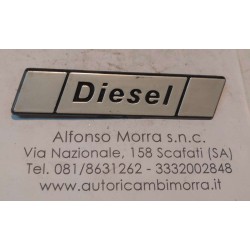 Diesel
Alfonso Morra s.n.c.
Via Nazionale, 158 Scafati (SA)
Tel. 081/8631262 - 3332002848
www.autoricambimorra.it